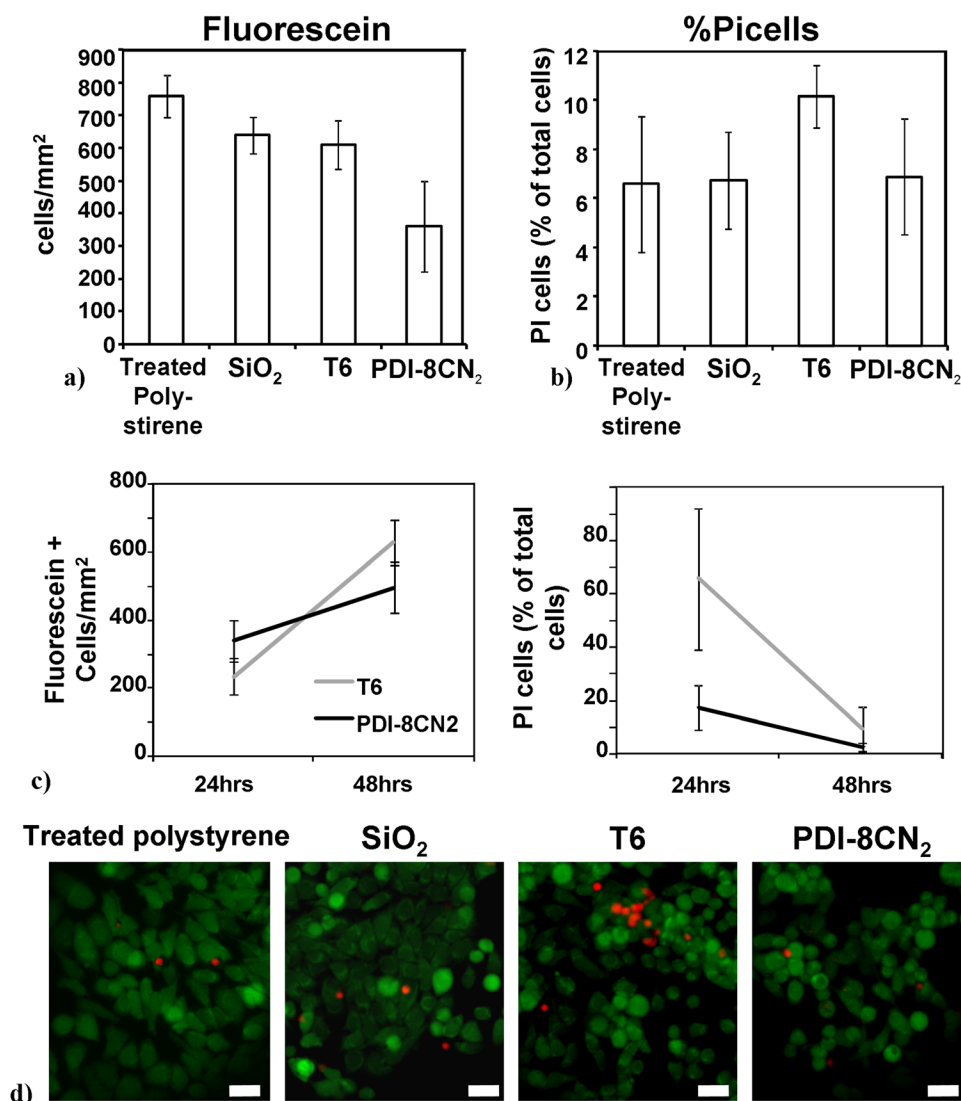 Fluorescein
cells/mm²
900
800
700
600
500
400
300
200
100
0
Treated Poly-stirene
SiO₂
T6
PDI-8CN₂
a)
%Picells
PI cells (% of total cells)
12
10
8
6
4
2
0
Treated Poly-stirene
SiO₂
T6
PDI-8CN₂
b)
Fluorescein +
Cells/mm²
800
600
400
200
0
T6
PDI-8CN2
24hrs
48hrs
c)
PI cells (% of total
cells)
80
60
40
20
0
24hrs
48hrs
Treated polystyrene
SiO₂
T6
PDI-8CN₂
d)